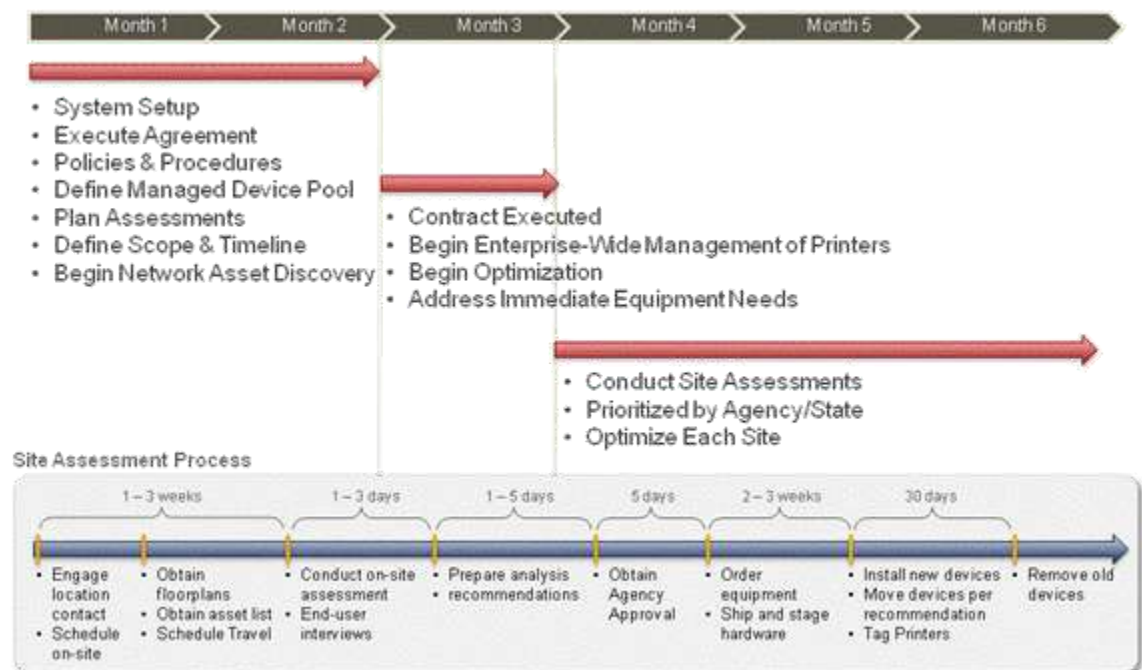 Month 1 Month 2 Month 3 Month 4 Month 5 Month 6
• System Setup
• Execute Agreement
• Policies & Procedures
• Define Managed Device Pool
• Plan Assessments
• Define Scope & Timeline
• Begin Network Asset Discovery
• Contract Executed
• Begin Enterprise-Wide Management of Printers
• Begin Optimization
• Address Immediate Equipment Needs
• Conduct Site Assessments
• Prioritized by Agency/State
• Optimize Each Site
Site Assessment Process
1 – 3 weeks 1 – 3 days 1 – 5 days 5 days 2 – 3 weeks 30 days
• Engage
location
contact
• Schedule
on-site
• Obtain
floorplans
• Obtain asset list
• Schedule Travel
• Conduct on-site
assessment
• End-user
interviews
• Prepare analysis
• recommendations
• Obtain
Agency
Approval
• Order
equipment
• Ship and stage
hardware
• Install new devices
• Move devices per
recommendation
• Tag Printers
• Remove old
devices